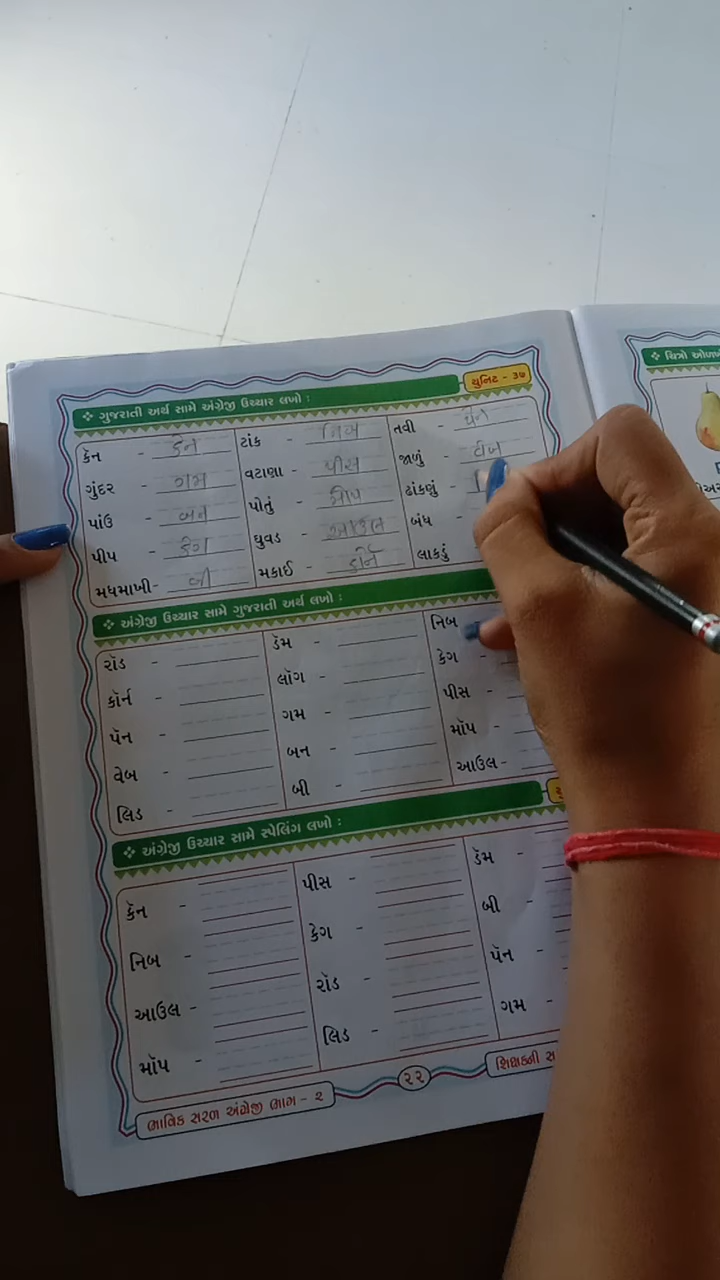 ❖ ગુજરાતી અર્થ સામે અંગ્રેજી ઉચ્ચાર લખો : યુનિટ - ૩૭
કેન - કેન ટાંક - નિબ તવી - પેન
ગુંદર - ગમ વટાણા - પીસ જાળું -
પાંઉ - બન પોતું - મોપ ઢાંકણું -
પીપ - કેગ ઘુવડ - આઉલ બંધ -
મધમાખી - બી મકાઈ - કોર્ન લાકડું
❖ અંગ્રેજી ઉચ્ચાર સામે ગુજરાતી અર્થ લખો :
રૉડ - ડૅમ - નિબ
કૉર્ન - લૉગ - કેગ -
પૅન - ગમ - પીસ -
વેબ - બન - મૉપ -
લિડ - બી - આઉલ -
❖ અંગ્રેજી ઉચ્ચાર સામે સ્પેલિંગ લખો :
કૅન - પીસ - ડૅમ -
નિબ - કેગ - બી -
આઉલ - રૉડ - પૅન -
મૉપ - લિડ - ગમ -
ભાવિક સરળ અંગ્રેજી ભાગ - ૨ ૨૨ શિક્ષકની
❖ ચિત્રો